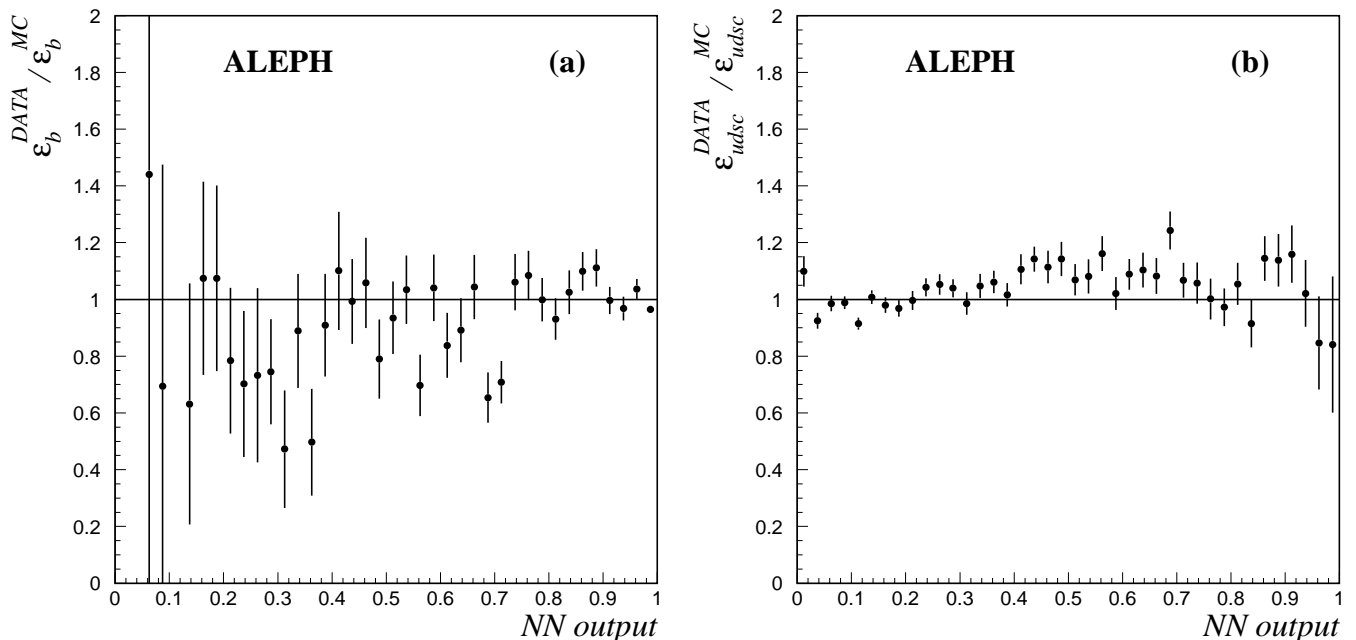 ε_b^DATA / ε_b^MC
ALEPH (a)
2
1.8
1.6
1.4
1.2
1
0.8
0.6
0.4
0.2
0
0 0.1 0.2 0.3 0.4 0.5 0.6 0.7 0.8 0.9 1
NN output
ε_udsc^DATA / ε_udsc^MC
ALEPH (b)
2
1.8
1.6
1.4
1.2
1
0.8
0.6
0.4
0.2
0
0 0.1 0.2 0.3 0.4 0.5 0.6 0.7 0.8 0.9 1
NN output